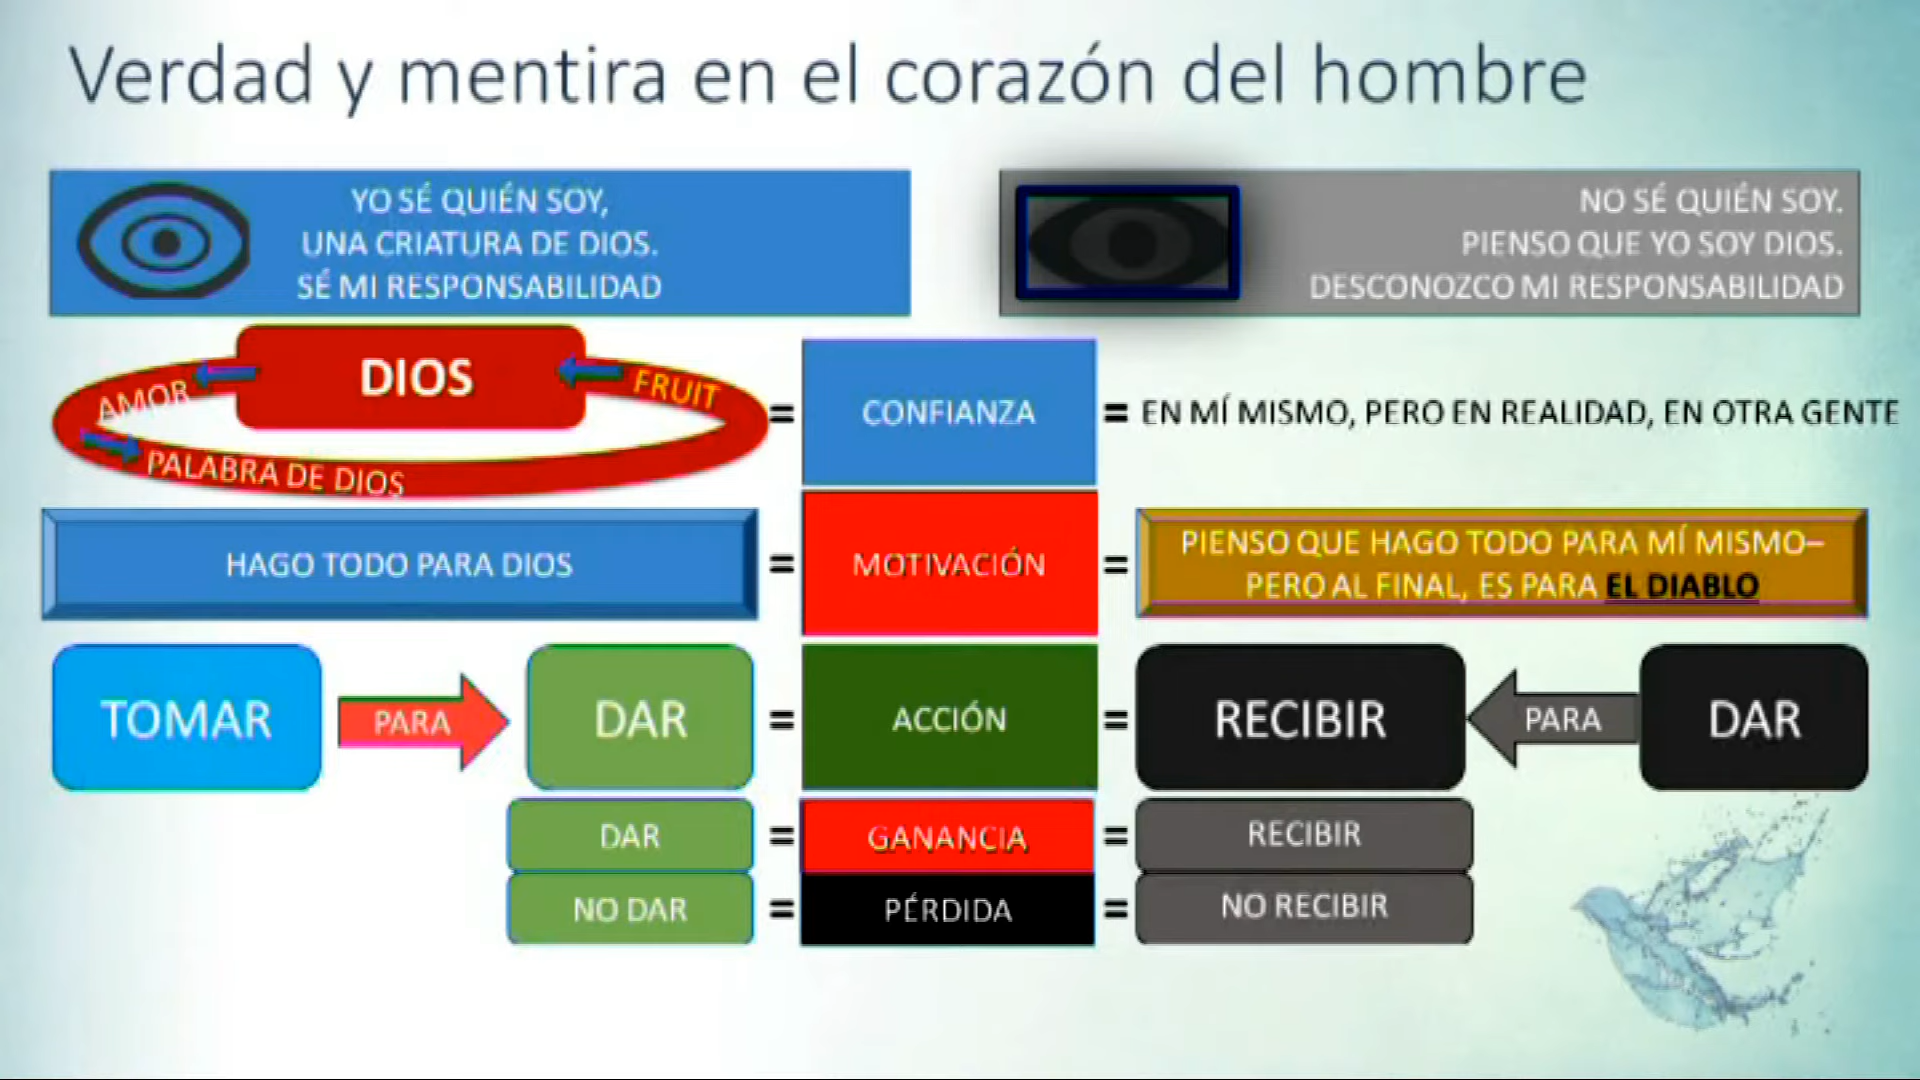 Verdad y mentira en el corazón del hombre
YO SÉ QUIÉN SOY,
UNA CRIATURA DE DIOS.
SÉ MI RESPONSABILIDAD
NO SÉ QUIÉN SOY.
PIENSO QUE YO SOY DIOS.
DESCONOZCO MI RESPONSABILIDAD
DIOS
AMOR
FRUIT
PALABRA DE DIOS
= CONFIANZA = EN MÍ MISMO, PERO EN REALIDAD, EN OTRA GENTE
HAGO TODO PARA DIOS = MOTIVACIÓN =
PIENSO QUE HAGO TODO PARA MÍ MISMO–
PERO AL FINAL, ES PARA EL DIABLO
TOMAR PARA DAR = ACCIÓN = RECIBIR PARA DAR
DAR = GANANCIA = RECIBIR
NO DAR = PÉRDIDA = NO RECIBIR